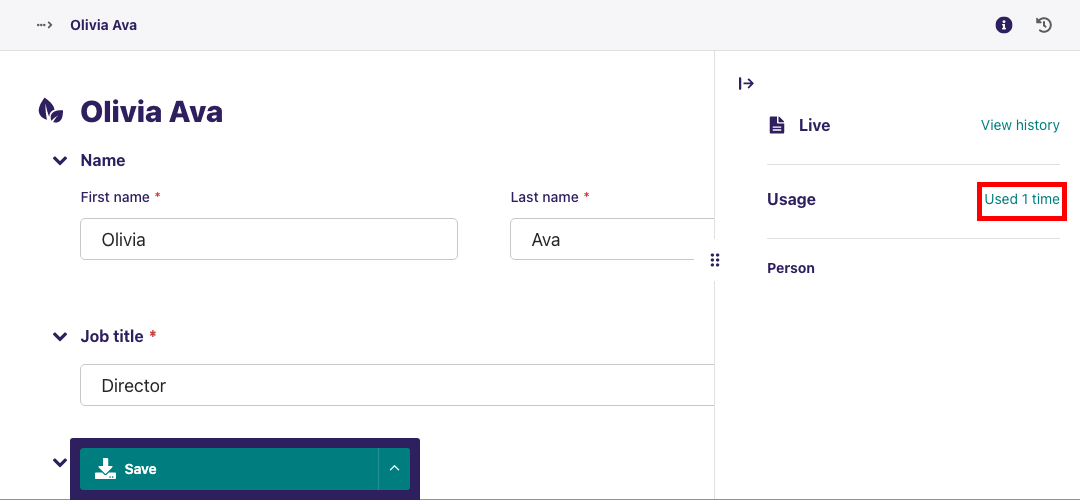 Olivia Ava
Olivia Ava
Name
First name *
Last name *
Olivia
Ava
Job title *
Director
Save
Live
View history
Usage
Used 1 time
Person